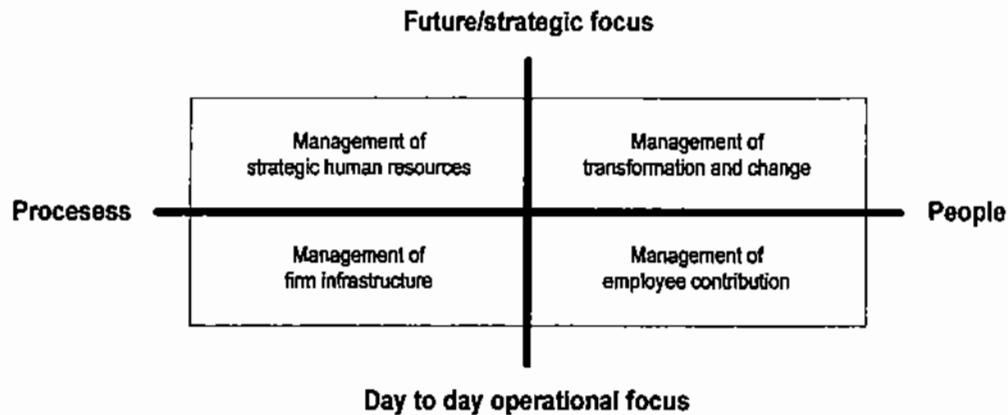 Future/strategic focus
Management of
strategic human resources
Management of
transformation and change
Procesess
People
Management of
firm infrastructure
Management of
employee contribution
Day to day operational focus